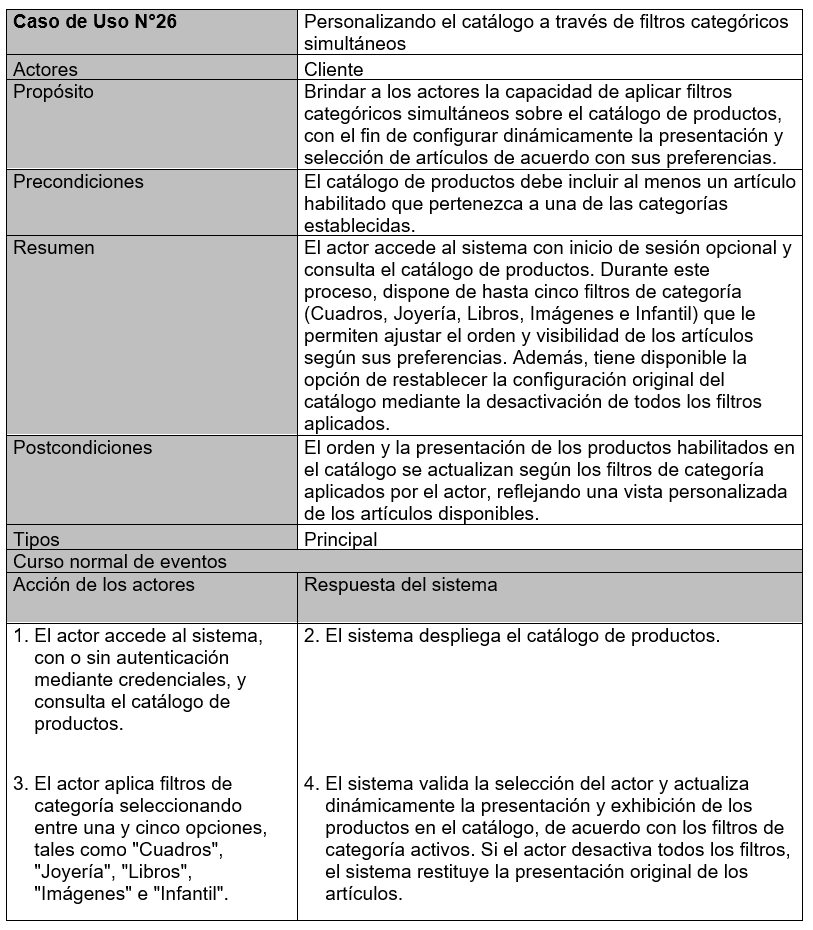 Caso de Uso N°26
Personalizando el catálogo a través de filtros categóricos
simultáneos
Actores
Cliente
Propósito
Brindar a los actores la capacidad de aplicar filtros
categóricos simultáneos sobre el catálogo de productos,
con el fin de configurar dinámicamente la presentación y
selección de artículos de acuerdo con sus preferencias.
Precondiciones
El catálogo de productos debe incluir al menos un artículo
habilitado que pertenezca a una de las categorías
establecidas.
Resumen
El actor accede al sistema con inicio de sesión opcional y
consulta el catálogo de productos. Durante este
proceso, dispone de hasta cinco filtros de categoría
(Cuadros, Joyería, Libros, Imágenes e Infantil) que le
permiten ajustar el orden y visibilidad de los artículos
según sus preferencias. Además, tiene disponible la
opción de restablecer la configuración original del
catálogo mediante la desactivación de todos los filtros
aplicados.
Postcondiciones
El orden y la presentación de los productos habilitados en
el catálogo se actualizan según los filtros de categoría
aplicados por el actor, reflejando una vista personalizada
de los artículos disponibles.
Tipos
Principal
Curso normal de eventos
Acción de los actores
Respuesta del sistema
1. El actor accede al sistema,
con o sin autenticación
mediante credenciales, y
consulta el catálogo de
productos.
2. El sistema despliega el catálogo de productos.
3. El actor aplica filtros de
categoría seleccionando
entre una y cinco opciones,
tales como "Cuadros",
"Joyería", "Libros",
"Imágenes" e "Infantil".
4. El sistema valida la selección del actor y actualiza
dinámicamente la presentación y exhibición de los
productos en el catálogo, de acuerdo con los filtros de
categoría activos. Si el actor desactiva todos los filtros,
el sistema restituye la presentación original de los
artículos.